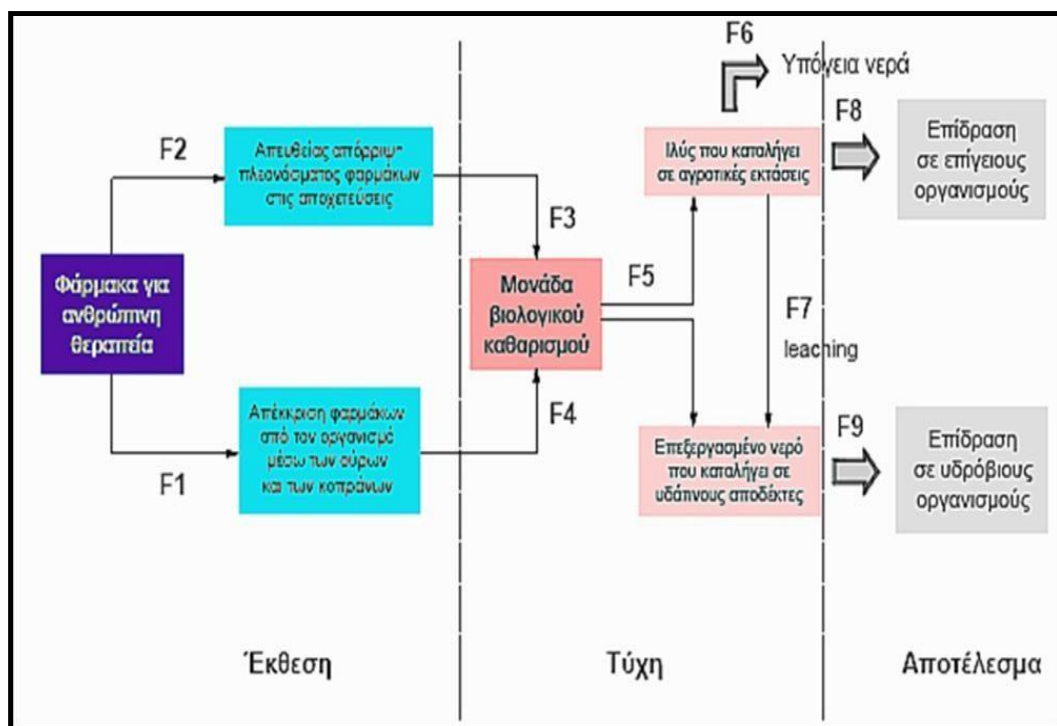 F6
Υπόγεια νερά
F2
Απευθείας απόρριψη
πλεονάσματος φαρμάκων
στις αποχετεύσεις
Ιλύς που καταλήγει
σε αγροτικές εκτάσεις
F8
Επίδραση
σε επίγειους
οργανισμούς
F3
Φάρμακα για
ανθρώπινη
θεραπεία
Μονάδα
βιολογικού
καθαρισμού
F5
F7
leaching
F1
Απέκκριση φαρμάκων
από τον οργανισμό
μέσω των ούρων
και των κοπράνων
F4
Επεξεργασμένο νερό
που καταλήγει σε
υδάπινους αποδέκτες
F9
Επίδραση
σε υδρόβιους
οργανισμούς
Έκθεση
Τύχη
Αποτέλεσμα